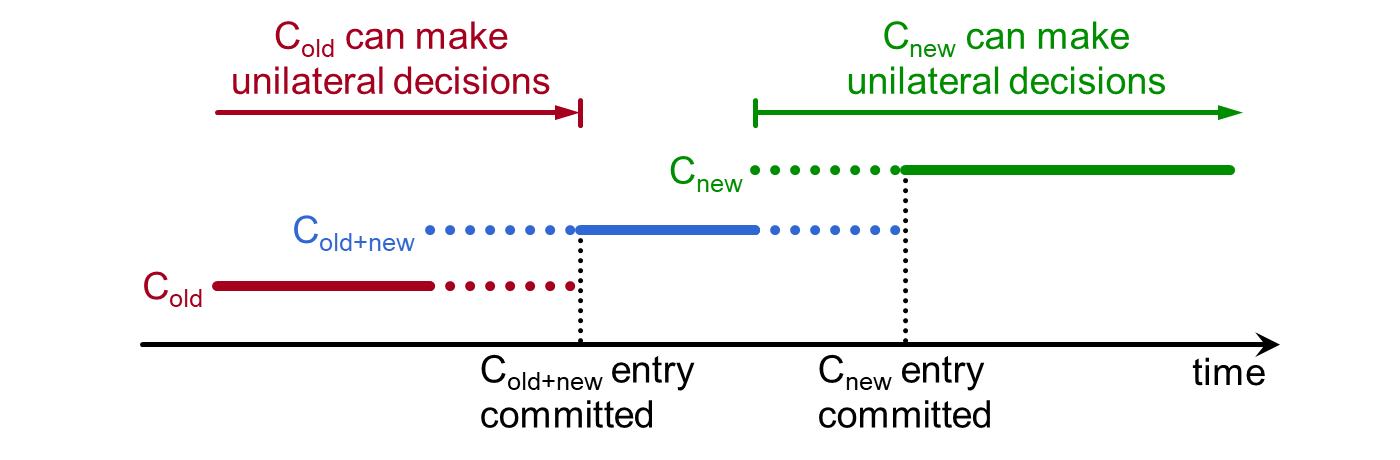 C_old can make
unilateral decisions
C_new can make
unilateral decisions
C_new
C_old+new
C_old
C_old+new entry
committed
C_new entry
committed
time